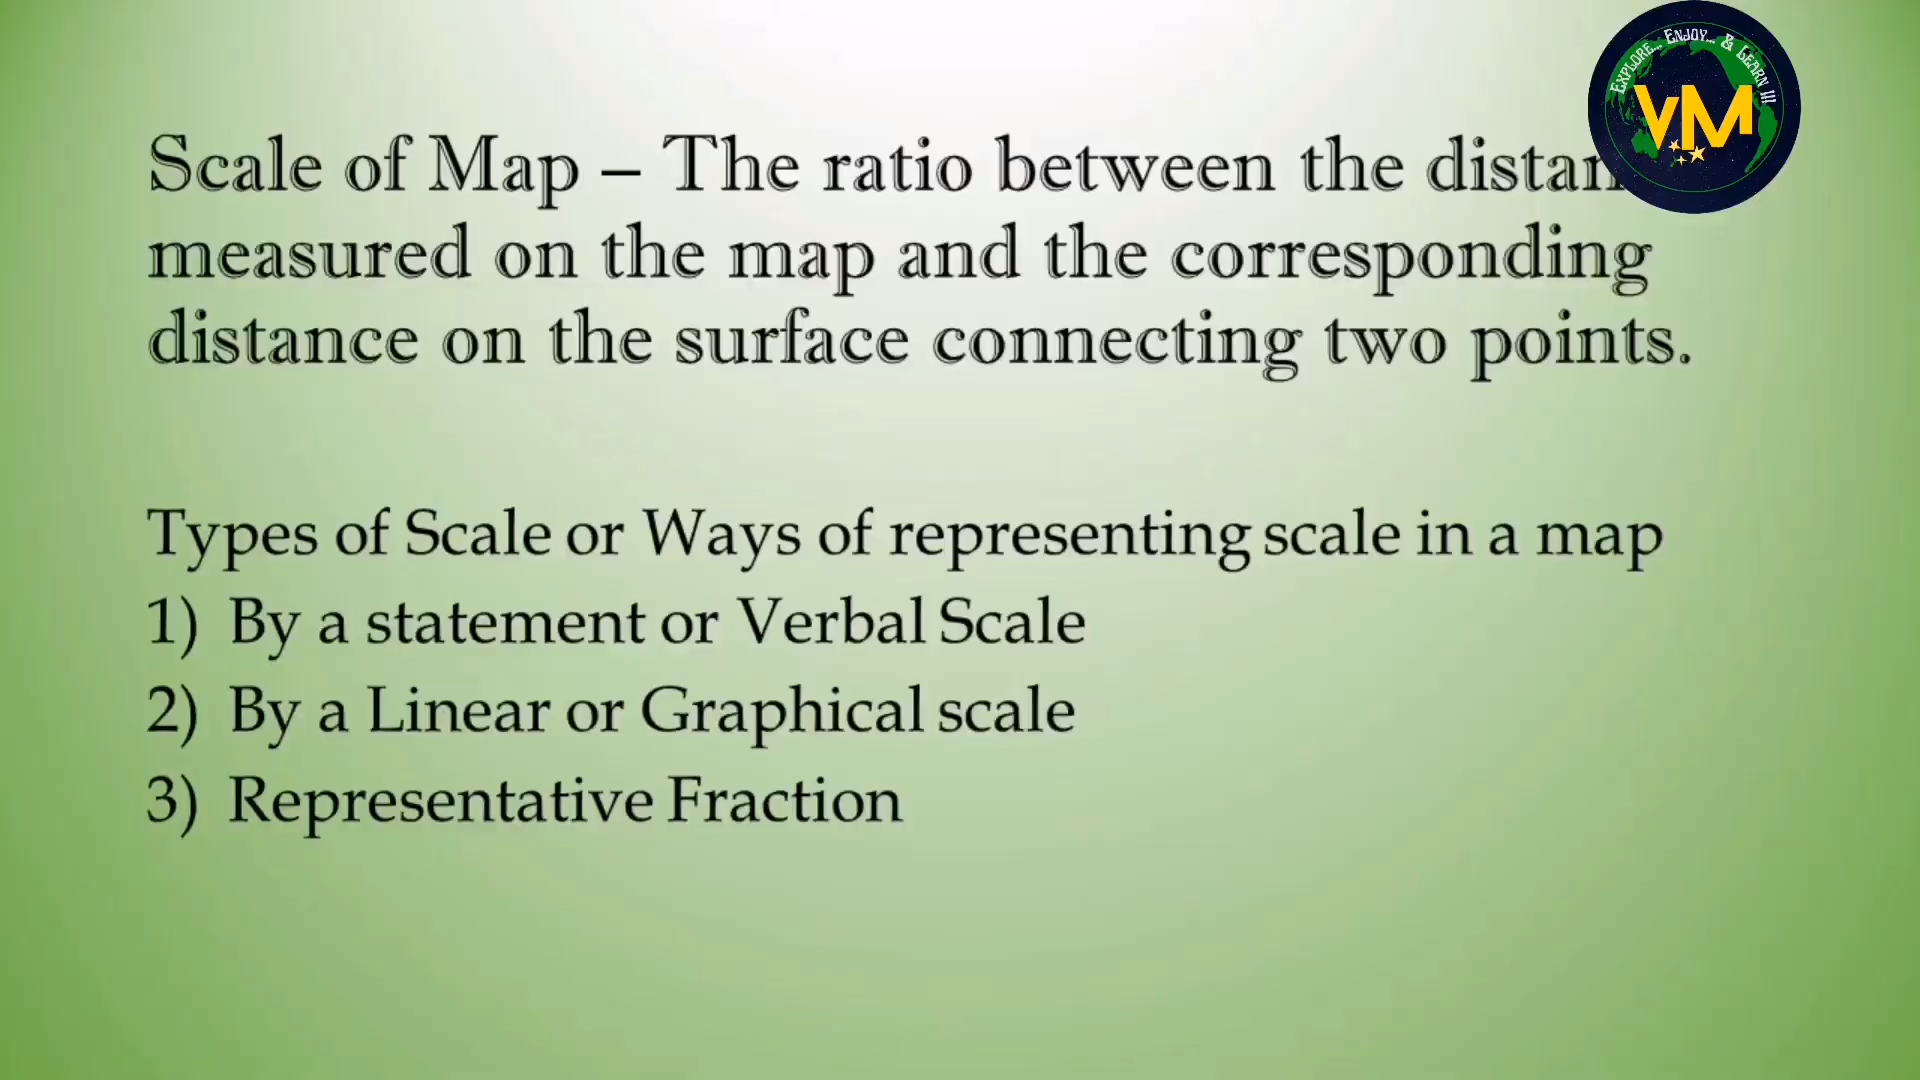 EXPLORE... ENJOY... & LEARN !!!
VM
Scale of Map – The ratio between the
measured on the map and the corresponding
distance on the surface connecting two points.
Types of Scale or Ways of representing scale in a map
1) By a statement or Verbal Scale
2) By a Linear or Graphical scale
3) Representative Fraction